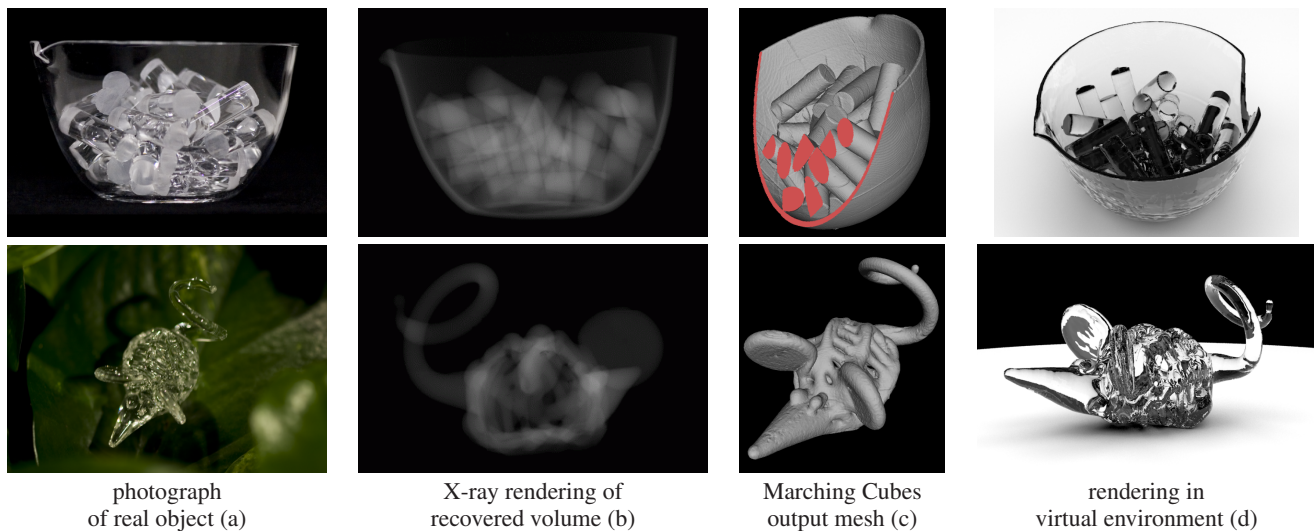 photograph
of real object (a)
X-ray rendering of
recovered volume (b)
Marching Cubes
output mesh (c)
rendering in
virtual environment (d)